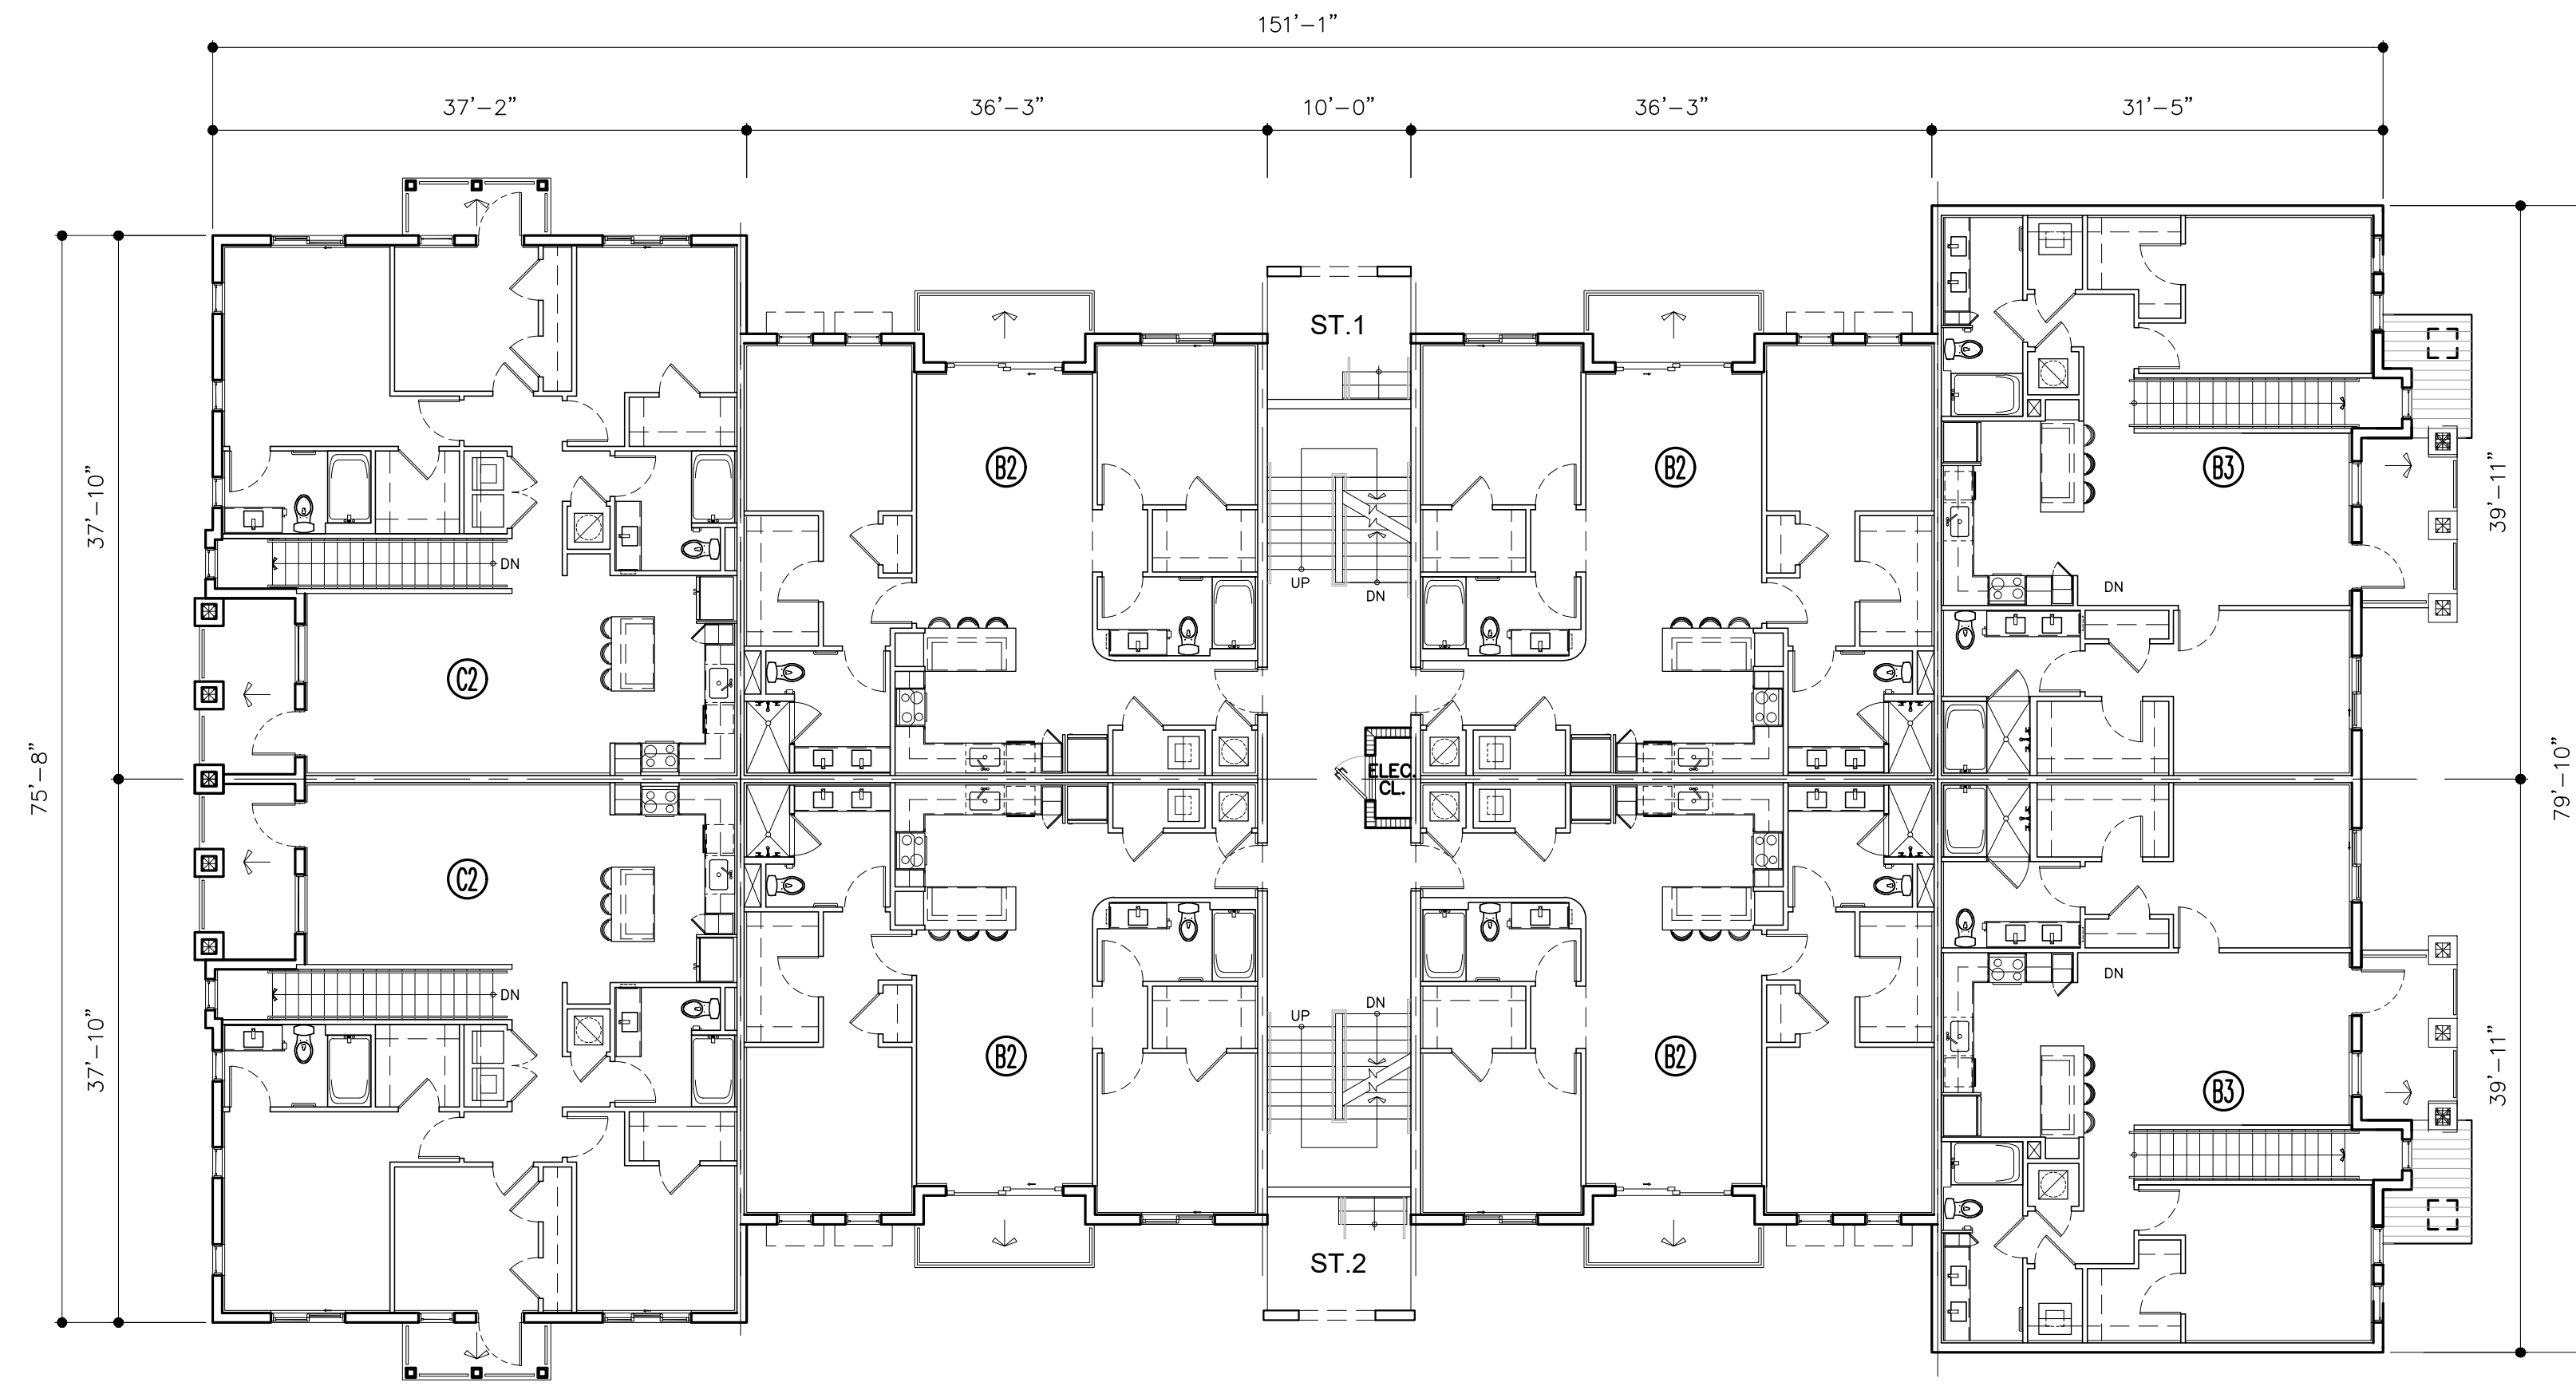 151'-1"
37'-2" 36'-3" 10'-0" 36'-3" 31'-5"
ST.1
B2 B2 B3
37'-10" 39'-11"
DN UP DN DN
C2
75'-8" ELEC. 79'-10"
CL.
C2
DN UP DN DN
37'-10" B2 B2 39'-11"
B3
ST.2